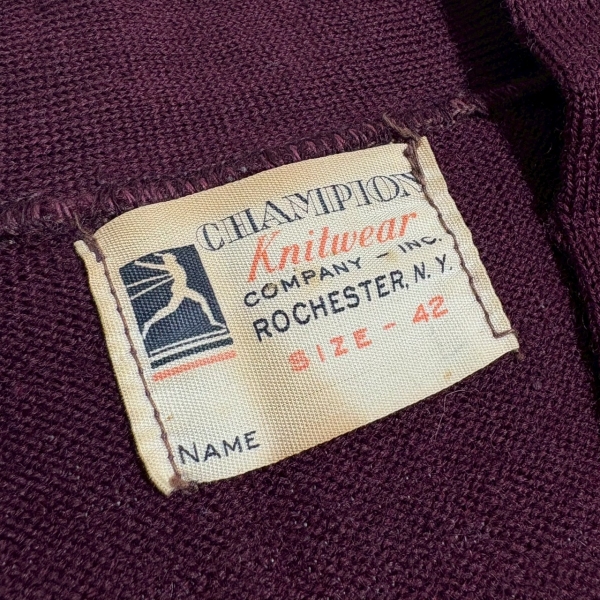 CHAMPION
Knitwear
COMPANY - INC.
ROCHESTER, N. Y.
SIZE - 42
NAME